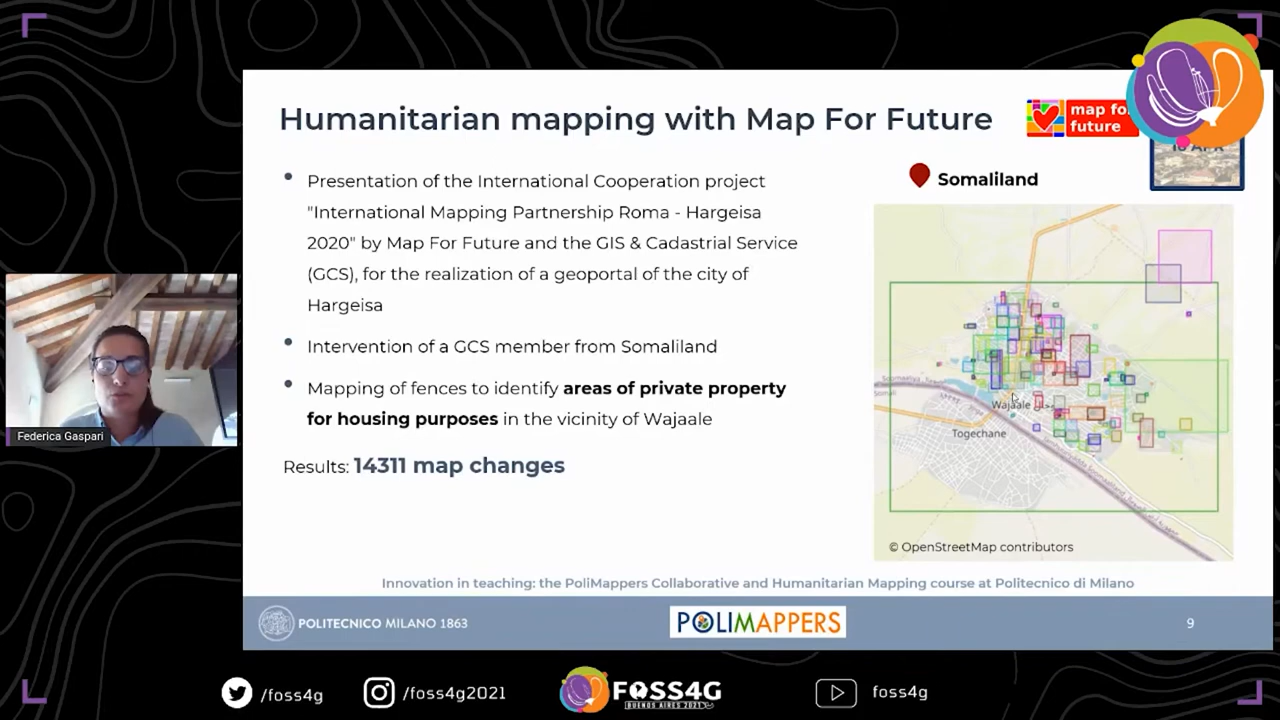 Humanitarian mapping with Map For Future
map fo
future
Presentation of the International Cooperation project
"International Mapping Partnership Roma - Hargeisa
2020" by Map For Future and the GIS & Cadastrial Service
(GCS), for the realization of a geoportal of the city of
Hargeisa
Intervention of a GCS member from Somaliland
Mapping of fences to identify areas of private property
for housing purposes in the vicinity of Wajaale
Results: 14311 map changes
Somaliland
Wajaale
Togechane
© OpenStreetMap contributors
Federica Gaspari
Innovation in teaching: the PoliMappers Collaborative and Humanitarian Mapping course at Politecnico di Milano
POLITECNICO MILANO 1863
POLIMAPPERS
9
/foss4g
/foss4g2021
FOSS4G
BUENOS AIRES 2021
foss4g